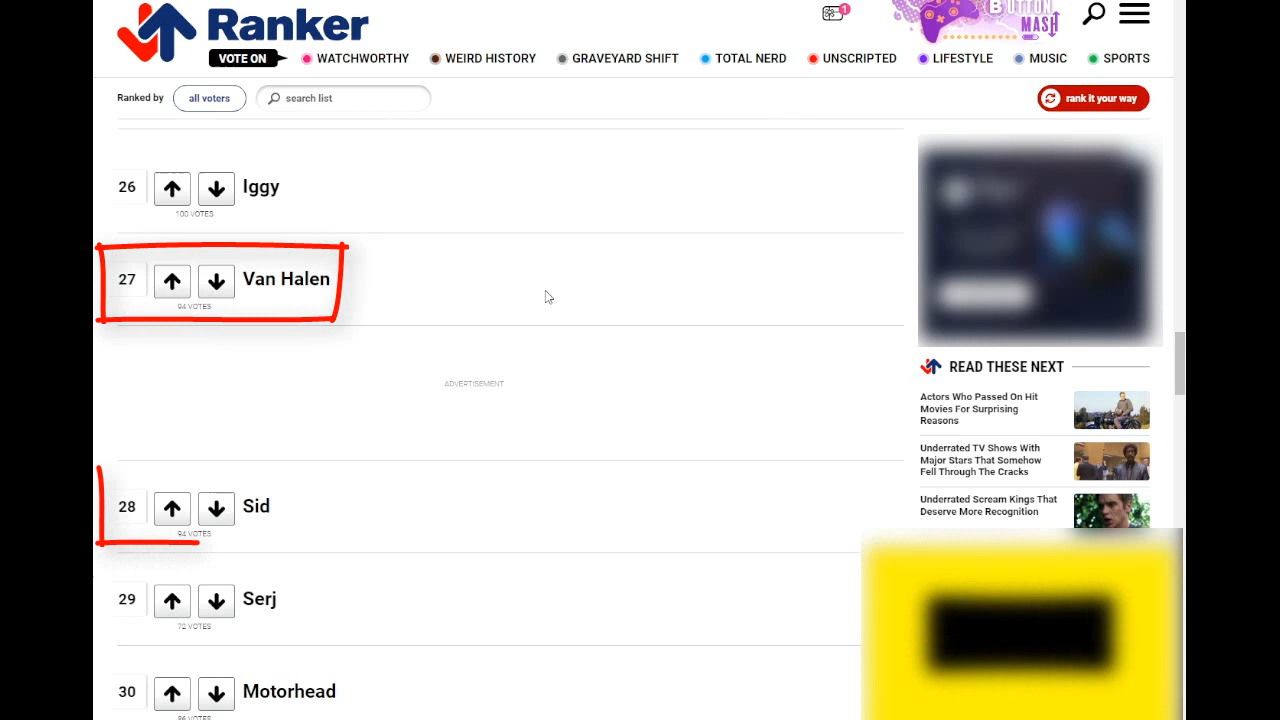 Ranker
1
BUTTON
MASH
VOTE ON
WATCHWORTHY
WEIRD HISTORY
GRAVEYARD SHIFT
TOTAL NERD
UNSCRIPTED
LIFESTYLE
MUSIC
SPORTS
Ranked by
all voters
search list
rank it your way
26
Iggy
100 VOTES
27
Van Halen
94 VOTES
ADVERTISEMENT
28
Sid
94 VOTES
29
Serj
72 VOTES
30
Motorhead
86 VOTES
READ THESE NEXT
Actors Who Passed On Hit
Movies For Surprising
Reasons
Underrated TV Shows With
Major Stars That Somehow
Fell Through The Cracks
Underrated Scream Kings That
Deserve More Recognition